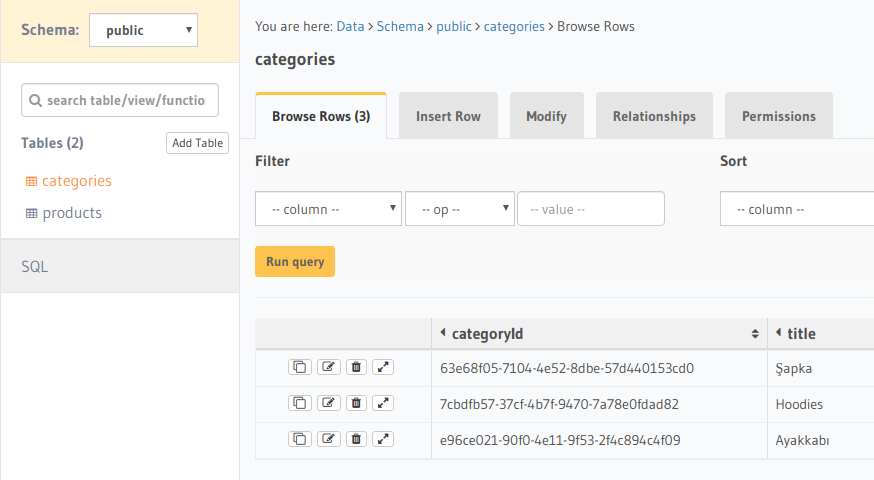 Schema: public
search table/view/functio
Tables (2) Add Table
categories
products
SQL
You are here: Data > Schema > public > categories > Browse Rows
categories
Browse Rows (3) Insert Row Modify Relationships Permissions
Filter Sort
-- column -- -- op -- -- value -- -- column --
Run query
categoryId title
63e68f05-7104-4e52-8dbe-57d440153cd0 Şapka
7cbdfb57-37cf-4b7f-9470-7a78e0fdad82 Hoodies
e96ce021-90f0-4e11-9f53-2f4c894c4f09 Ayakkabı